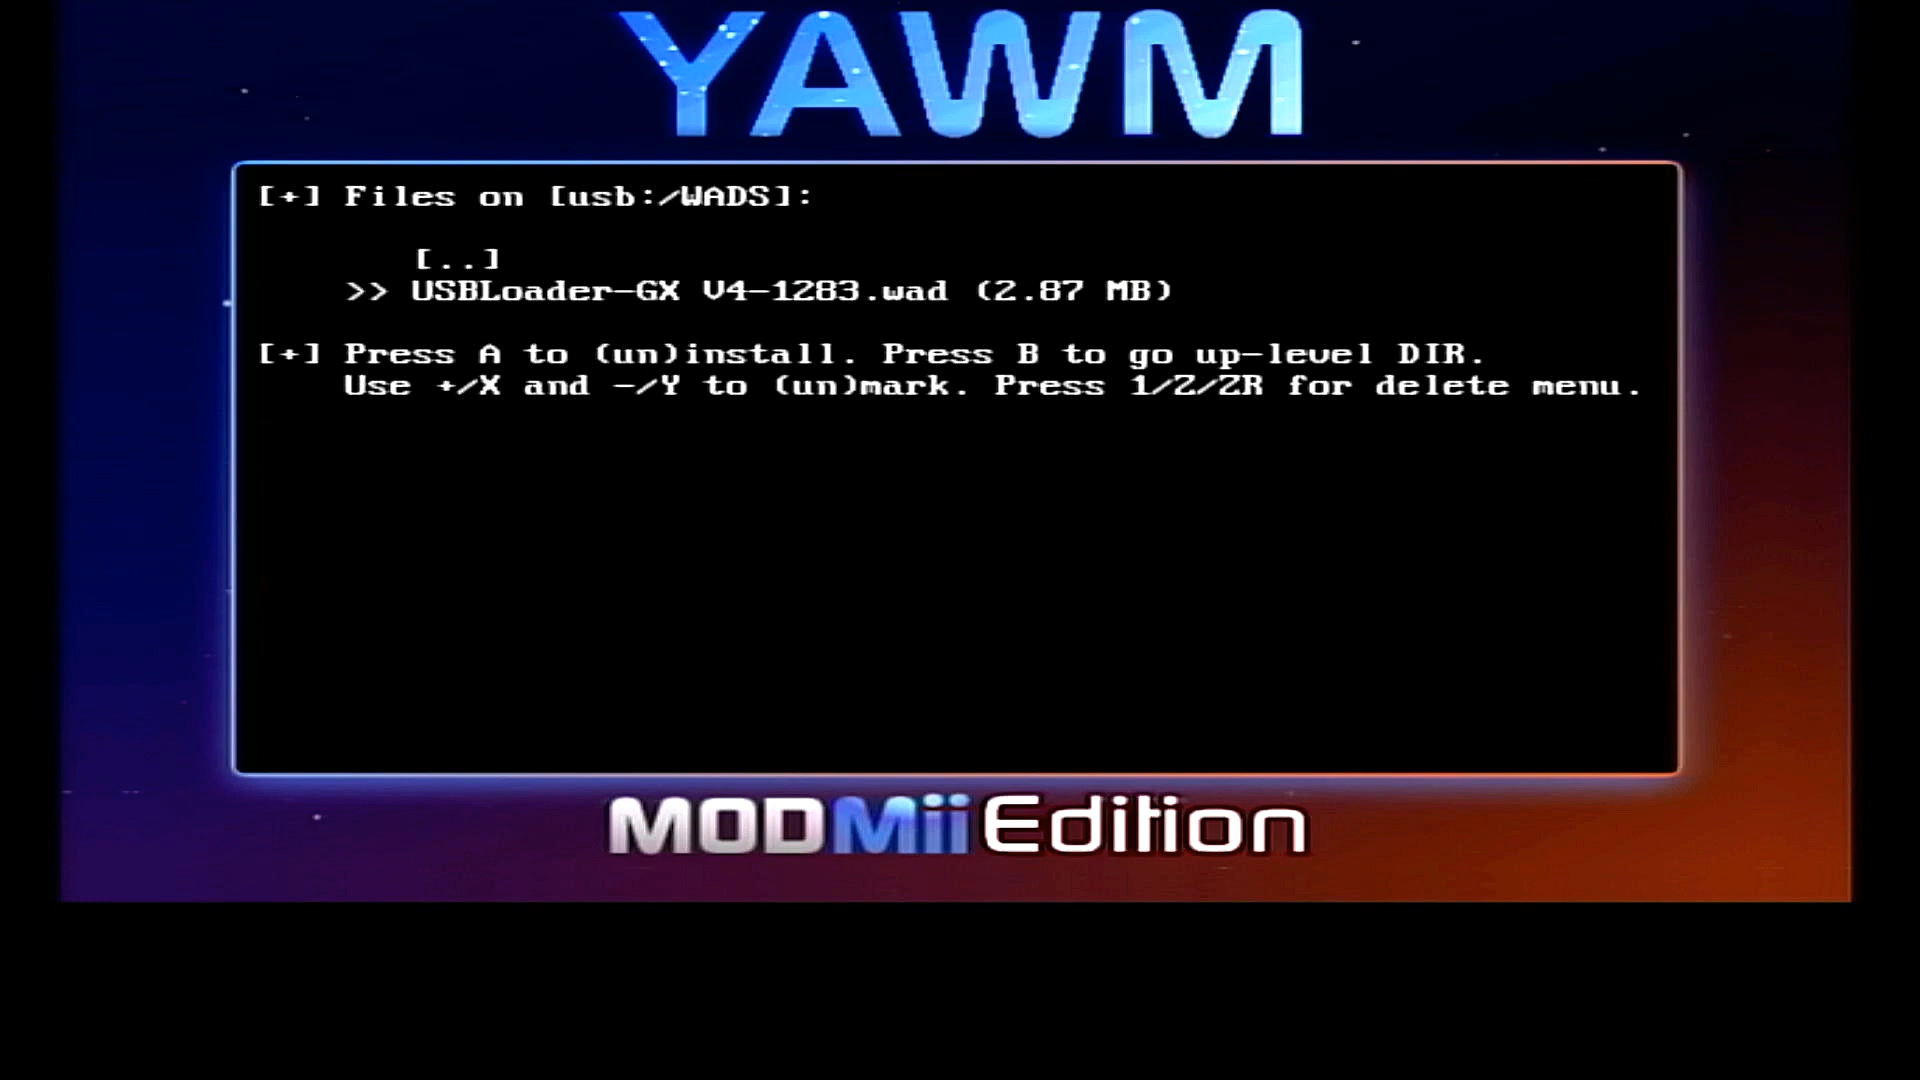 YAWM
[+] Files on [usb:/WADS]:
[..]
>> USBLoader-GX V4-1283.wad (2.87 MB)
[+] Press A to (un)install. Press B to go up-level DIR.
Use +/X and -/Y to (un)mark. Press 1/Z/ZR for delete menu.
MODMii Edition